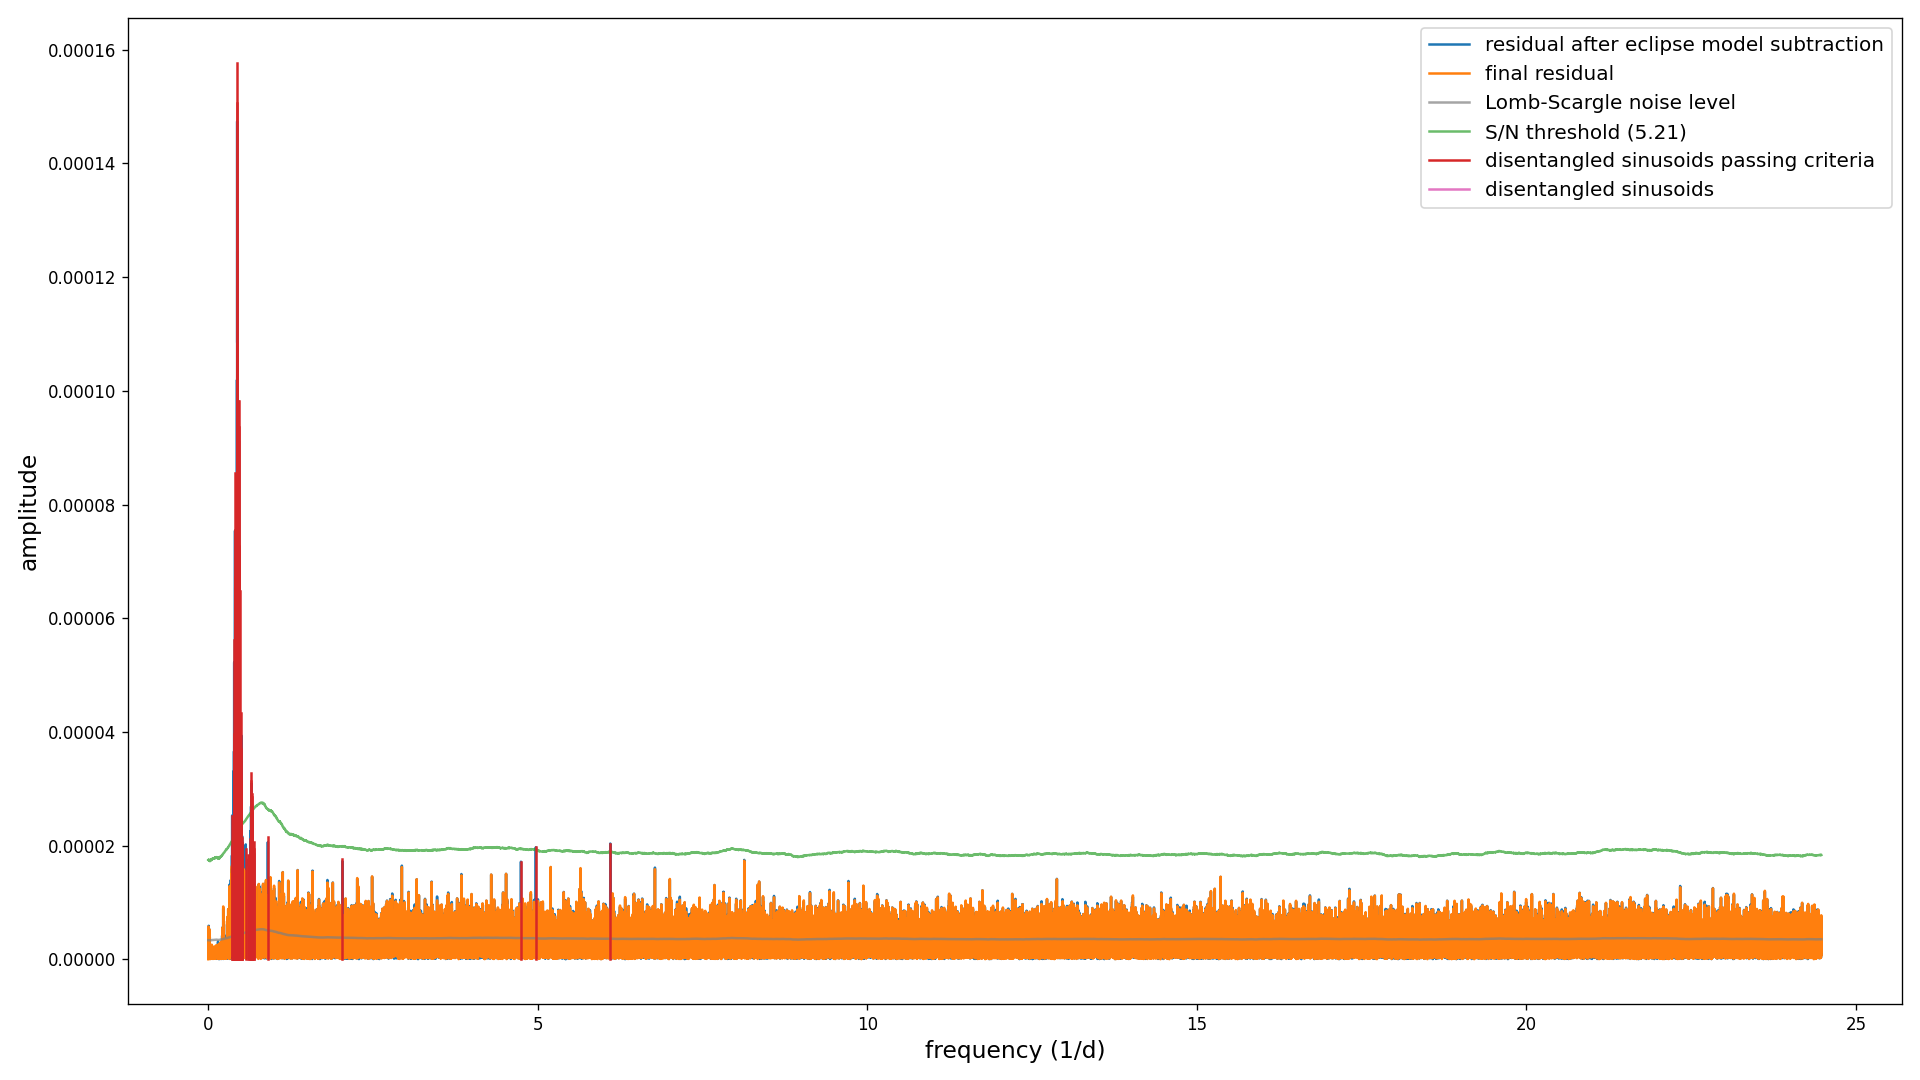 0.00016
0.00014
0.00012
0.00010
0.00008
0.00006
0.00004
0.00002
0.00000
amplitude
residual after eclipse model subtraction
final residual
Lomb-Scargle noise level
S/N threshold (5.21)
disentangled sinusoids passing criteria
disentangled sinusoids
0 5 10 15 20 25
frequency (1/d)